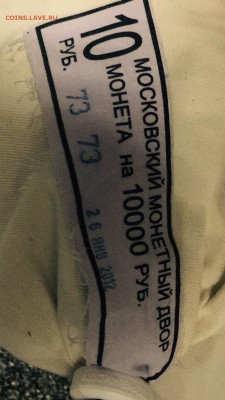 COINS.LAVE.RU
МОСКОВСКИЙ МОНЕТНЫЙ ДВОР
10 МОНЕТА на 10000 РУБ.
РУБ. 73 73
26 ЯНВ 2012